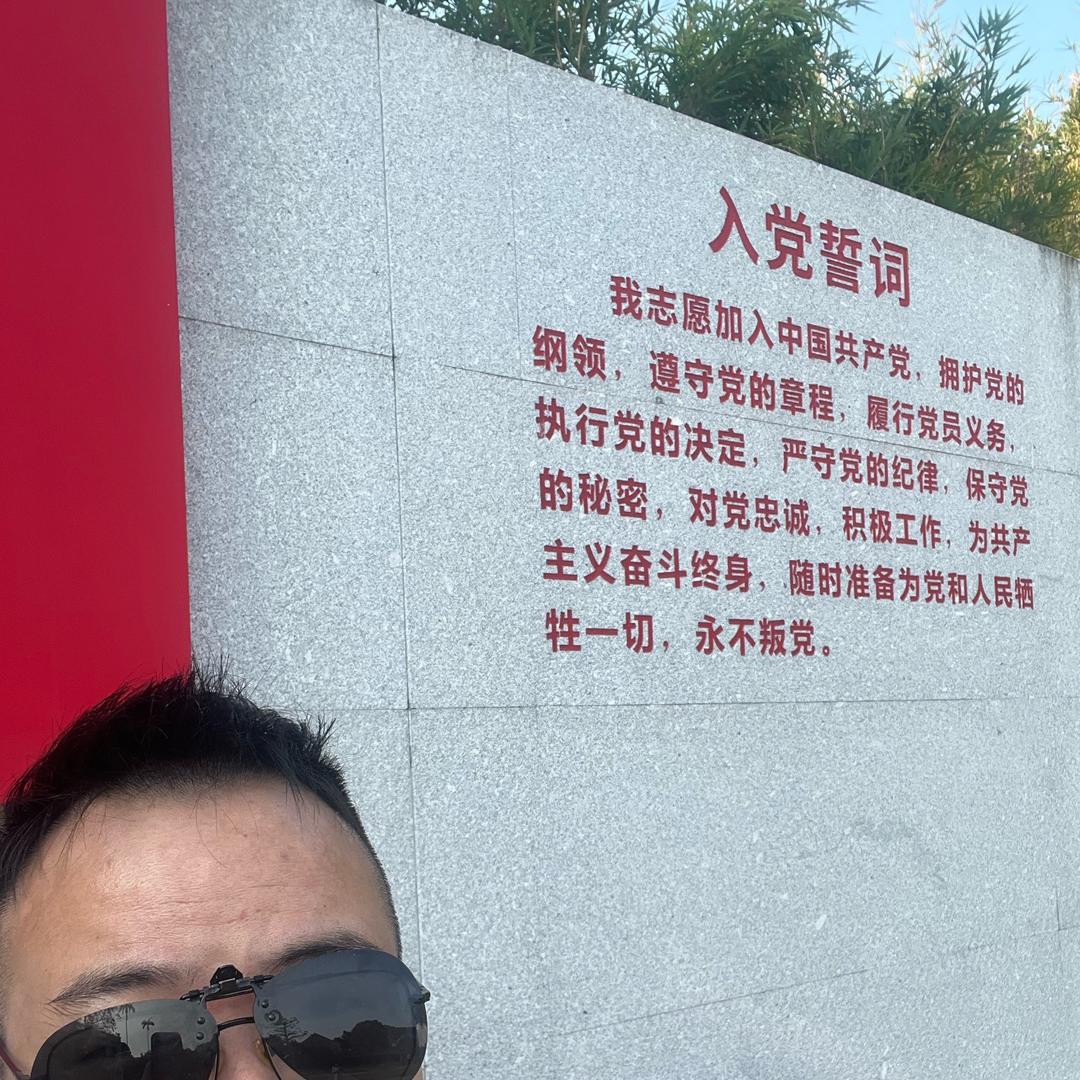 入党誓词
我志愿加入中国共产党，拥护党的
纲领，遵守党的章程，履行党员义务，
执行党的决定，严守党的纪律，保守党
的秘密，对党忠诚，积极工作，为共产
主义奋斗终身，随时准备为党和人民牺
牲一切，永不叛党。